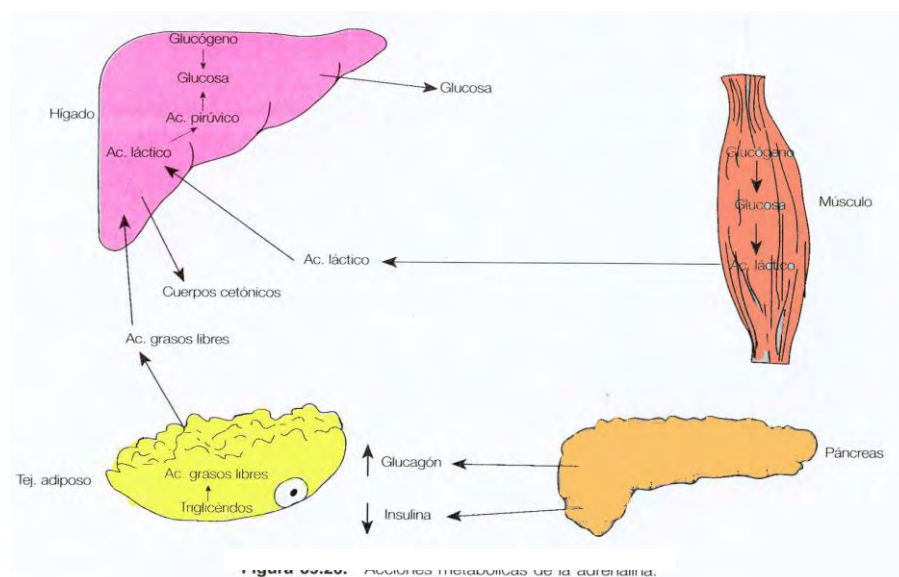 Glucógeno
Glucosa
Hígado
Ac. pirúvico
Ac. láctico
Glucosa
Glucógeno
Glucosa
Músculo
Ac. láctico
Ac. láctico
Cuerpos cetónicos
Ac. grasos libres
Tej. adiposo
Ac. grasos libres
Triglicéridos
Glucagón
Insulina
Páncreas
Acciones metabólicas de la adrenalina.